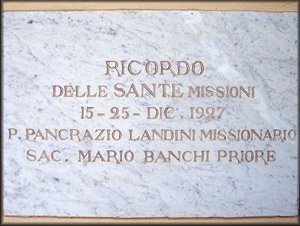 RICORDO
DELLE SANTE MISSIONI
15-25-DIC. 1927
P. PANCRAZIO LANDINI MISSIONARIO
SAC. MARIO BANCHI PRIORE